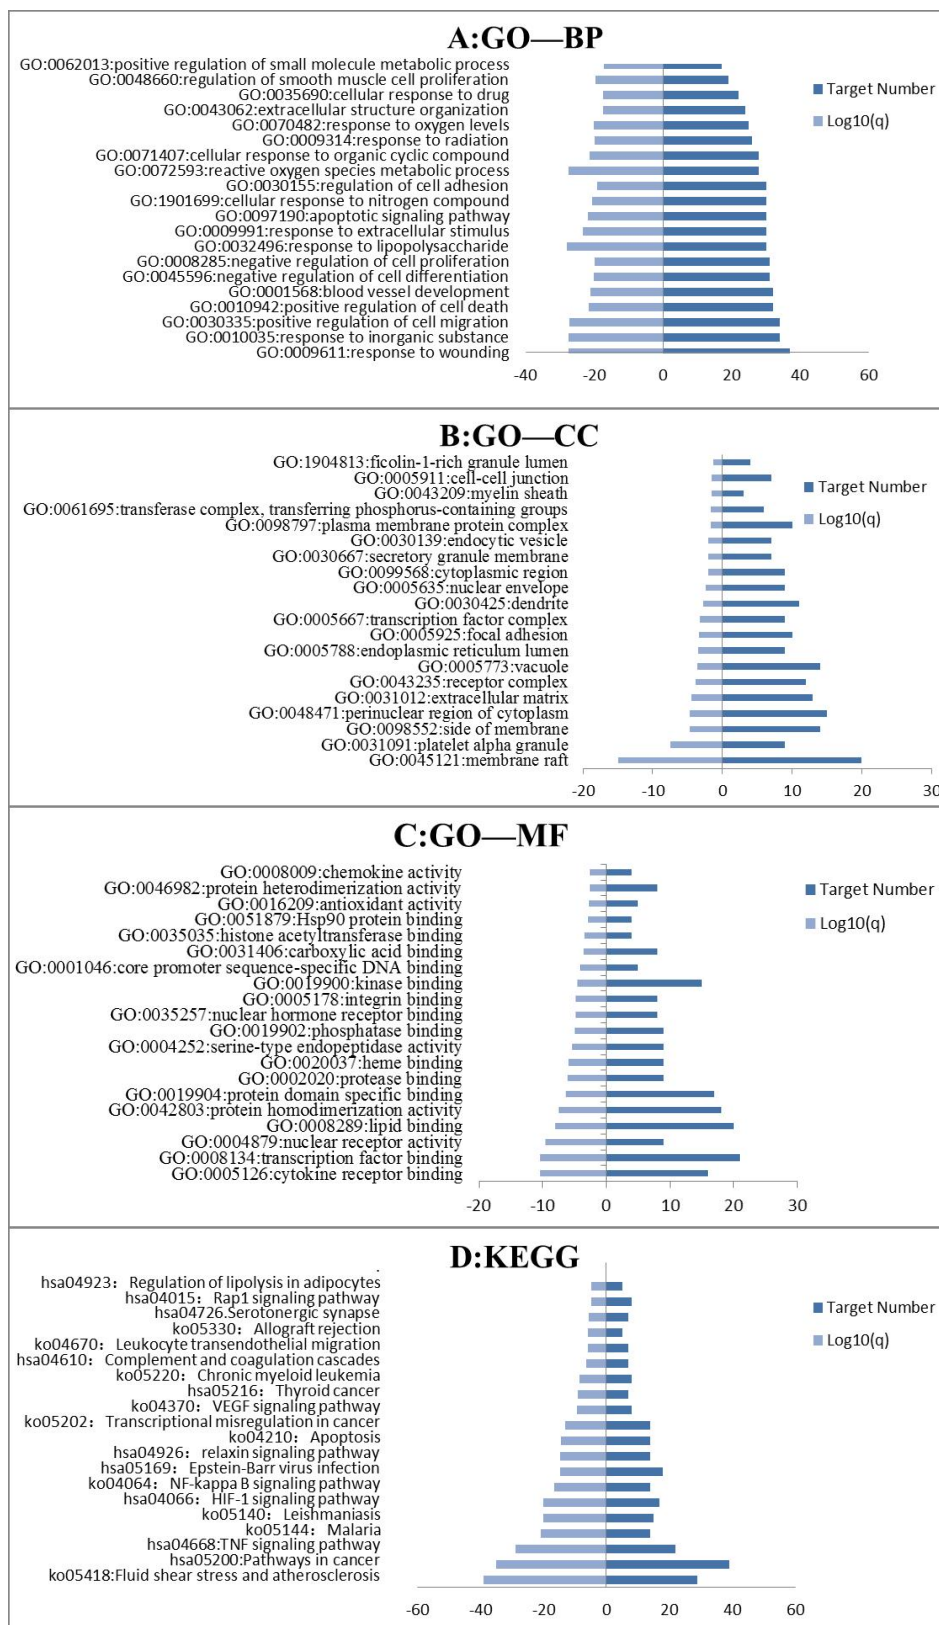 A:GO—BP
GO:0062013:positive regulation of small molecule metabolic process
GO:0048660:regulation of smooth muscle cell proliferation
GO:0035690:cellular response to drug
GO:0043062:extracellular structure organization
GO:0070482:response to oxygen levels
GO:0009314:response to radiation
GO:0071407:cellular response to organic cyclic compound
GO:0072593:reactive oxygen species metabolic process
GO:0030155:regulation of cell adhesion
GO:1901699:cellular response to nitrogen compound
GO:0097190:apoptotic signaling pathway
GO:0009991:response to extracellular stimulus
GO:0032496:response to lipopolysaccharide
GO:0008285:negative regulation of cell proliferation
GO:0045596:negative regulation of cell differentiation
GO:0001568:blood vessel development
GO:0010942:positive regulation of cell death
GO:0030335:positive regulation of cell migration
GO:0010035:response to inorganic substance
GO:0009611:response to wounding
Target Number
Log10(q)
-40 -20 0 20 40 60
B:GO—CC
GO:1904813:ficolin-1-rich granule lumen
GO:0005911:cell-cell junction
GO:0043209:myelin sheath
GO:0061695:transferase complex, transferring phosphorus-containing groups
GO:0098797:plasma membrane protein complex
GO:0030139:endocytic vesicle
GO:0030667:secretory granule membrane
GO:0099568:cytoplasmic region
GO:0005635:nuclear envelope
GO:0030425:dendrite
GO:0005667:transcription factor complex
GO:0005925:focal adhesion
GO:0005788:endoplasmic reticulum lumen
GO:0005773:vacuole
GO:0043235:receptor complex
GO:0031012:extracellular matrix
GO:0048471:perinuclear region of cytoplasm
GO:0098552:side of membrane
GO:0031091:platelet alpha granule
GO:0045121:membrane raft
Target Number
Log10(q)
-20 -10 0 10 20 30
C:GO—MF
GO:0008009:chemokine activity
GO:0046982:protein heterodimerization activity
GO:0016209:antioxidant activity
GO:0051879:Hsp90 protein binding
GO:0035035:histone acetyltransferase binding
GO:0031406:carboxylic acid binding
GO:0001046:core promoter sequence-specific DNA binding
GO:0019900:kinase binding
GO:0005178:integrin binding
GO:0035257:nuclear hormone receptor binding
GO:0019902:phosphatase binding
GO:0004252:serine-type endopeptidase activity
GO:0020037:heme binding
GO:0002020:protease binding
GO:0019904:protein domain specific binding
GO:0042803:protein homodimerization activity
GO:0008289:lipid binding
GO:0004879:nuclear receptor activity
GO:0008134:transcription factor binding
GO:0005126:cytokine receptor binding
Target Number
Log10(q)
-20 -10 0 10 20 30
D:KEGG
hsa04923：Regulation of lipolysis in adipocytes
hsa04015：Rap1 signaling pathway
hsa04726.Serotonergic synapse
ko05330：Allograft rejection
ko04670：Leukocyte transendothelial migration
hsa04610：Complement and coagulation cascades
ko05220：Chronic myeloid leukemia
hsa05216：Thyroid cancer
ko04370：VEGF signaling pathway
ko05202：Transcriptional misregulation in cancer
ko04210：Apoptosis
hsa04926：relaxin signaling pathway
hsa05169：Epstein-Barr virus infection
ko04064：NF-kappa B signaling pathway
hsa04066：HIF-1 signaling pathway
ko05140：Leishmaniasis
ko05144：Malaria
hsa04668:TNF signaling pathway
hsa05200:Pathways in cancer
ko05418:Fluid shear stress and atherosclerosis
Target Number
Log10(q)
-60 -40 -20 0 20 40 60